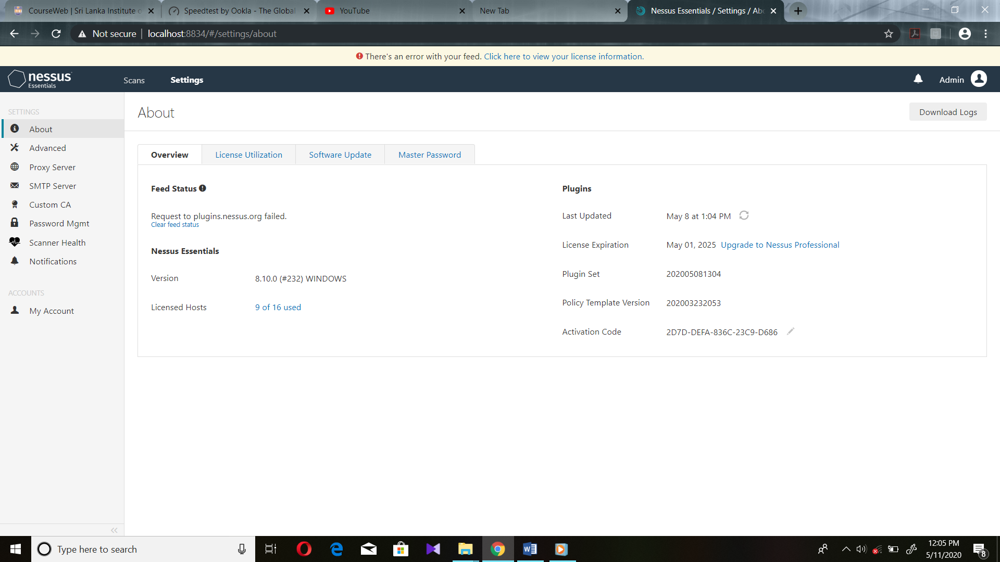 CourseWeb | Sri Lanka Institute o
Speedtest by Ookla - The Global
YouTube
New Tab
Nessus Essentials / Settings / Abo
Not secure | localhost:8834/#/settings/about
There's an error with your feed. Click here to view your license information.
nessus
Essentials
Scans
Settings
Admin
SETTINGS
About
Advanced
Proxy Server
SMTP Server
Custom CA
Password Mgmt
Scanner Health
Notifications
ACCOUNTS
My Account
About
Download Logs
Overview
License Utilization
Software Update
Master Password
Feed Status
Request to plugins.nessus.org failed.
Clear feed status
Nessus Essentials
Version 8.10.0 (#232) WINDOWS
Licensed Hosts 9 of 16 used
Plugins
Last Updated May 8 at 1:04 PM
License Expiration May 01, 2025 Upgrade to Nessus Professional
Plugin Set 202005081304
Policy Template Version 202003232053
Activation Code 2D7D-DEFA-836C-23C9-D686
Type here to search
12:05 PM
5/11/2020
8